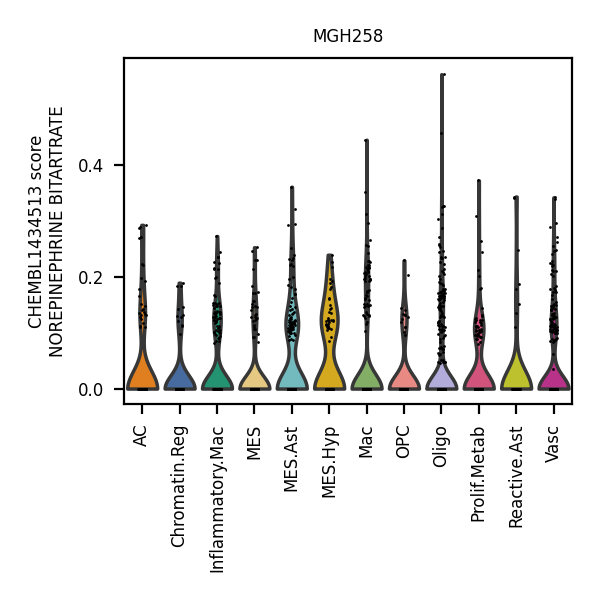 MGH258
CHEMBL1434513 score
NOREPINEPHRINE BITARTRATE
0.4
0.2
0.0
AC
Chromatin.Reg
Inflammatory.Mac
MES
MES.Ast
MES.Hyp
Mac
OPC
Oligo
Prolif.Metab
Reactive.Ast
Vasc